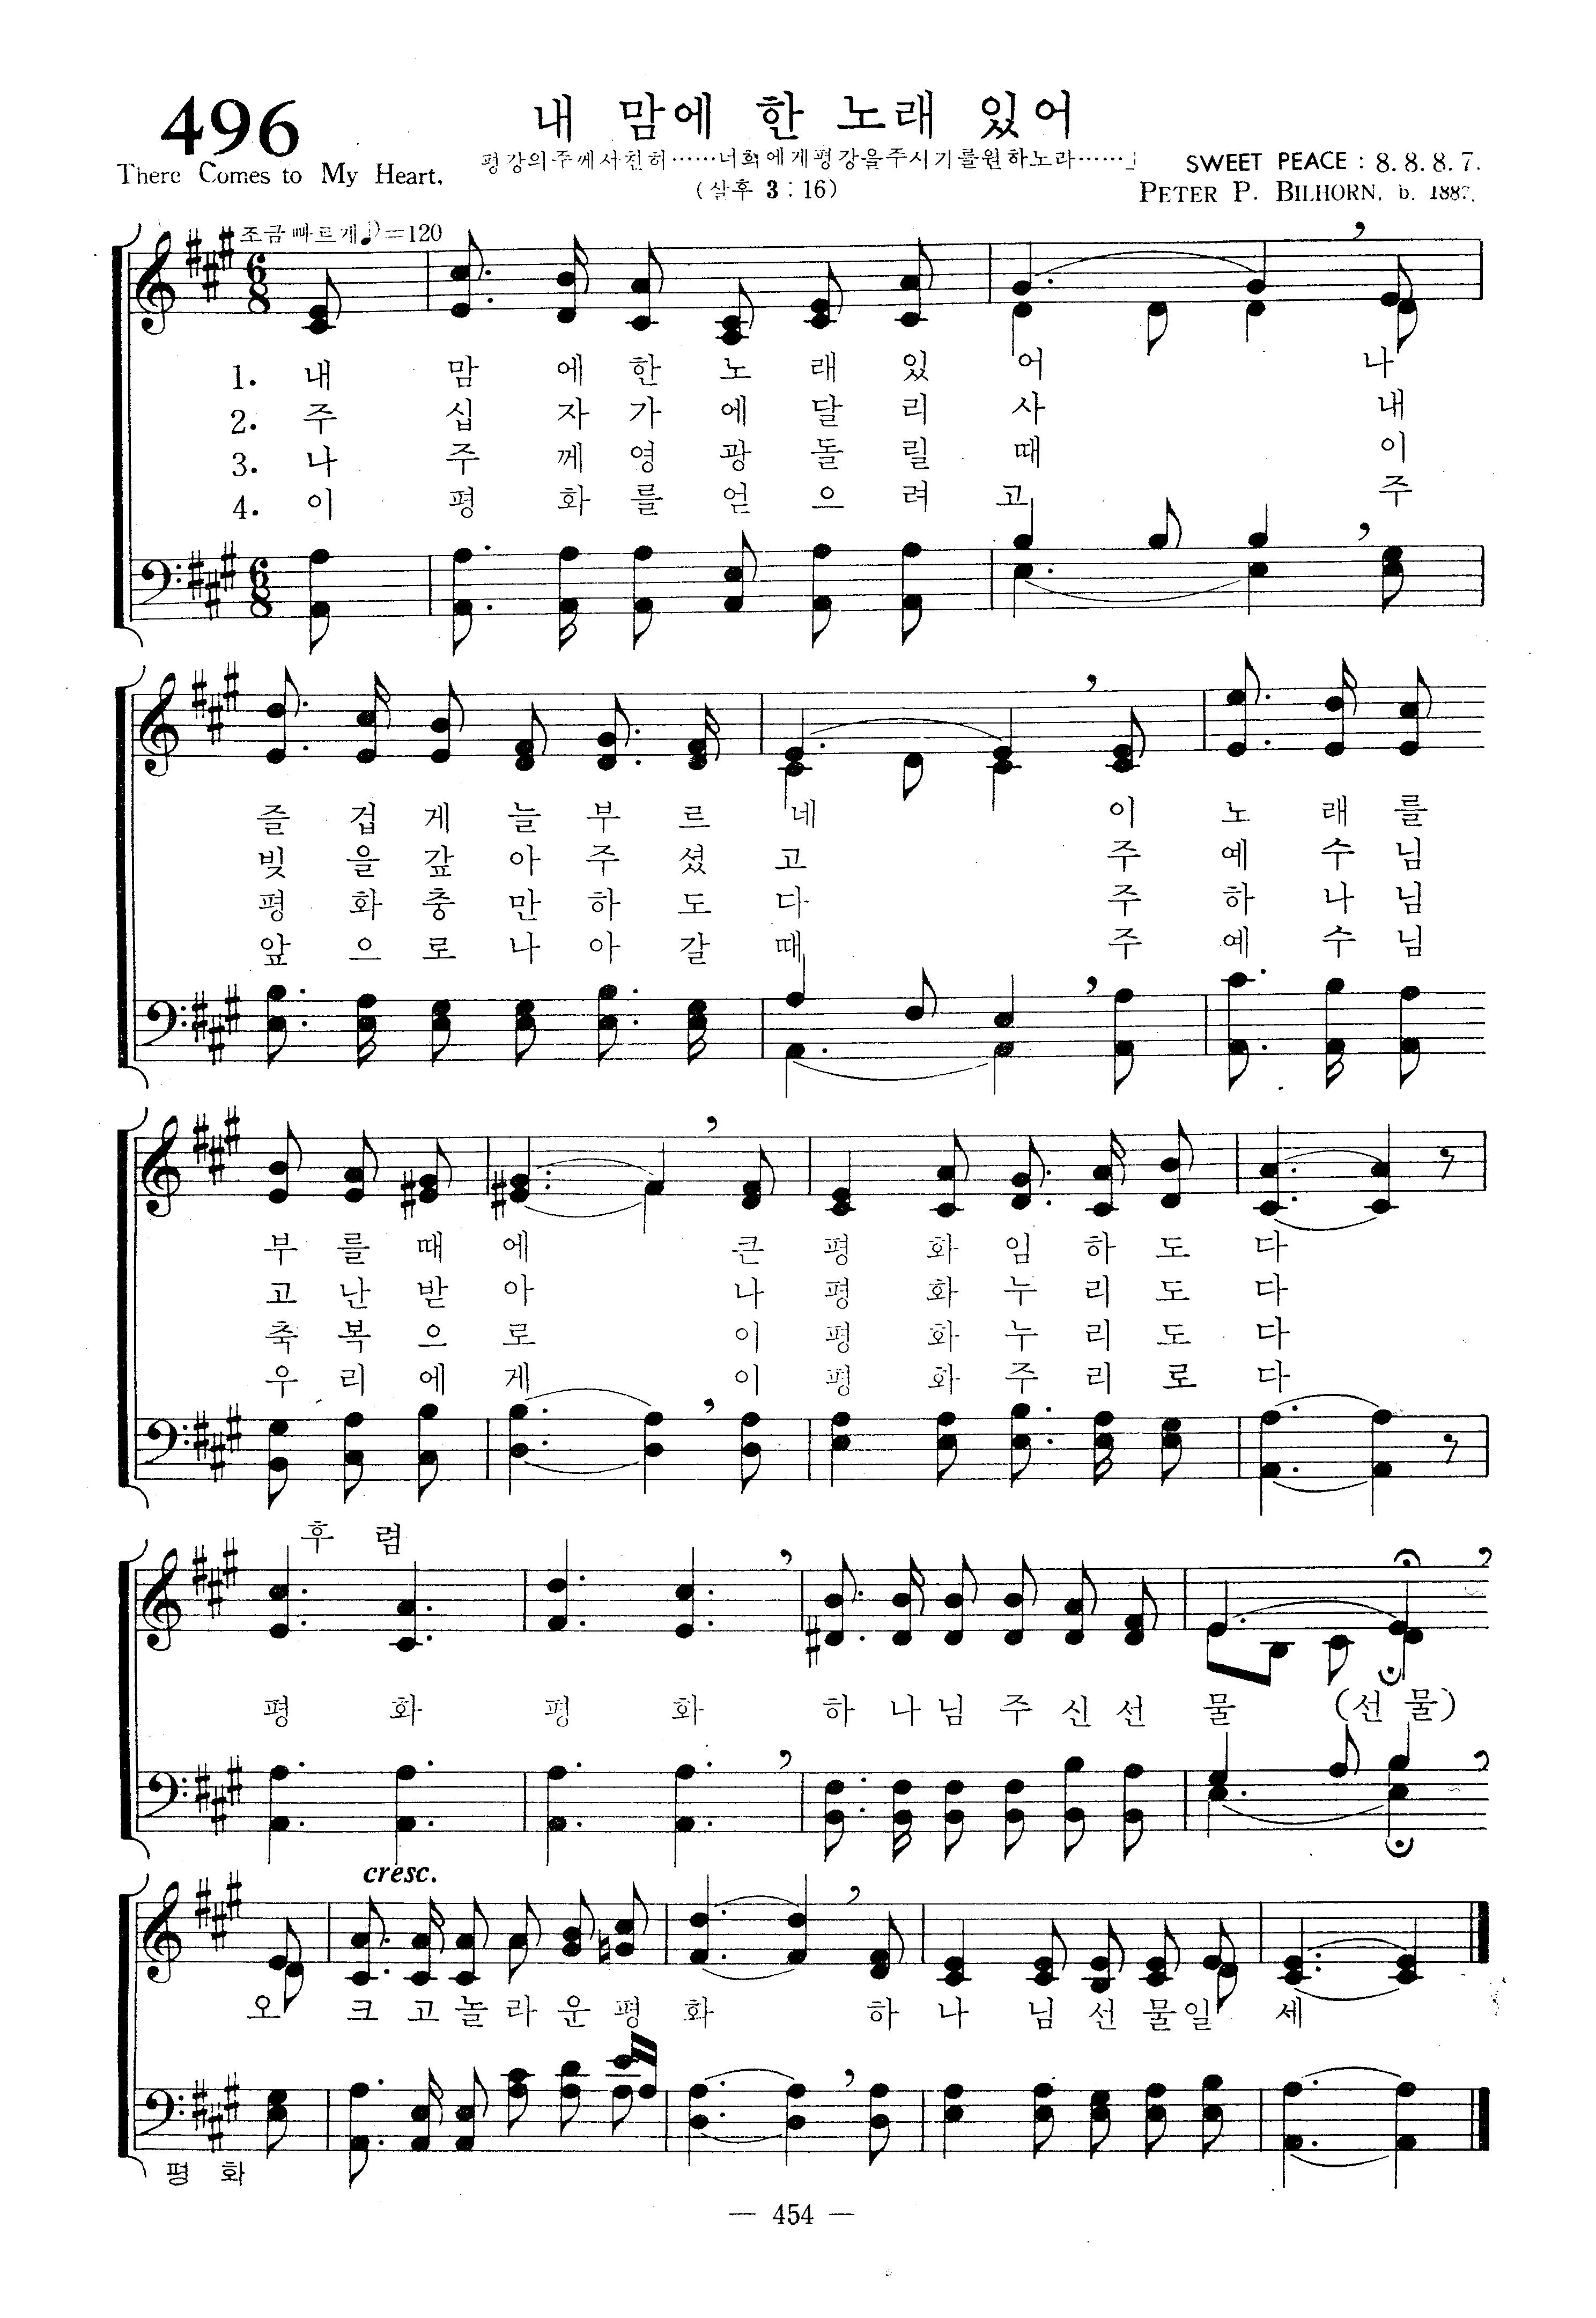 496
내 맘에 한 노래 있어
There Comes to My Heart,
평강의주께서친히……너희에게평강을주시기를원하노라……
(살후 3 : 16)
SWEET PEACE : 8. 8. 8. 7.
PETER P. BILHORN, b. 1887.
조금 빠르게 ♩) = 120
6 8
1. 내 맘 에 한 노 래 있 어 나
2. 주 십 자 가 에 달 리 사 내
3. 나 주 께 영 광 돌 릴 때 이
4. 이 평 화 를 얻 으 려 고 주
6 8
즐 겁 게 늘 부 르 네 이 노 래 를
빚 을 갚 아 주 셨 고 주 예 수 님
평 화 충 만 하 도 다 주 하 나 님
앞 으 로 나 아 갈 때 주 예 수 님
부 를 때 에 큰 평 화 임 하 도 다
고 난 받 아 나 평 화 누 리 도 다
축 복 으 로 이 평 화 누 리 도 다
우 리 에 게 이 평 화 주 리 로 다
후 렴
평 화 평 화 하 나 님 주 신 선 물 (선 물)
cresc.
오 크 고 놀 라 운 평 화 하 나 님 선 물 일 세
평 화
— 454 —